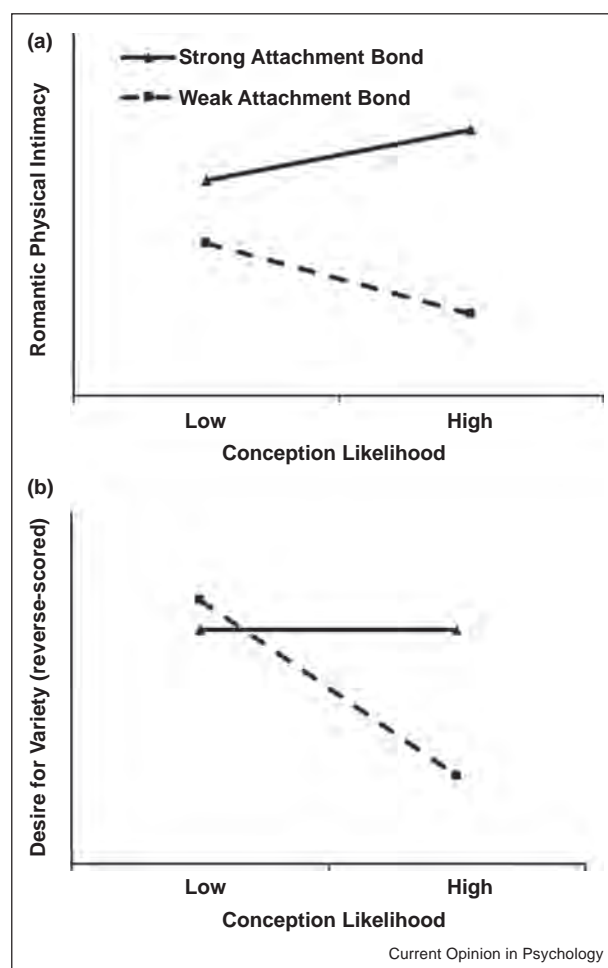 (a)
Strong Attachment Bond
Weak Attachment Bond
Romantic Physical Intimacy
Low
High
Conception Likelihood
(b)
Desire for Variety (reverse-scored)
Low
High
Conception Likelihood
Current Opinion in Psychology